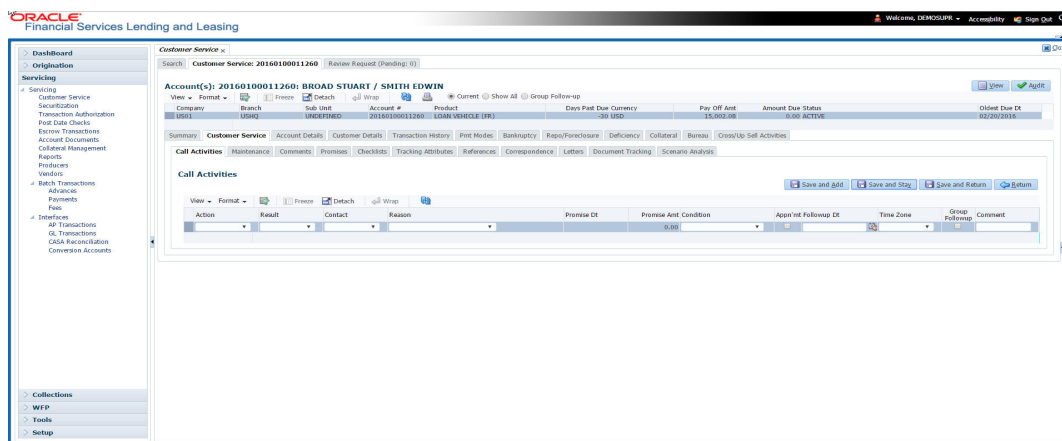 ORACLE
Financial Services Lending and Leasing
Welcome, DEMOSUPR Accessibility Sign Out
DashBoard
Origination
Servicing
Servicing
Customer Service
Securitization
Transaction Authorization
Post Date Checks
Escrow Transactions
Account Documents
Collateral Management
Reports
Producers
Vendors
Batch Transactions
Advances
Payments
Fees
Interfaces
AP Transactions
GL Transactions
CASA Reconciliation
Conversion Accounts
Collections
WFP
Tools
Setup
Customer Service x
Clo
Search Customer Service: 20160100011260 Review Request (Pending: 0)
Account(s): 20160100011260: BROAD STUART / SMITH EDWIN
View Audit
View Format Freeze Detach Wrap Current Show All Group Follow-up
Company Branch Sub Unit Account # Product Days Past Due Currency Pay Off Amt Amount Due Status Oldest Due Dt
US01 USHQ UNDEFINED 20160100011260 LOAN VEHICLE (FR) -30 USD 15,002.08 0.00 ACTIVE 02/20/2016
Summary Customer Service Account Details Customer Details Transaction History Pmt Modes Bankruptcy Repo/Foreclosure Deficiency Collateral Bureau Cross/Up Sell Activities
Call Activities Maintenance Comments Promises Checklists Tracking Attributes References Correspondence Letters Document Tracking Scenario Analysis
Call Activities
Save and Add Save and Stay Save and Return Return
View Format Freeze Detach Wrap
Action Result Contact Reason Promise Dt Promise Amt Condition Appn'nt Followup Dt Time Zone Group Followup Comment
0.00